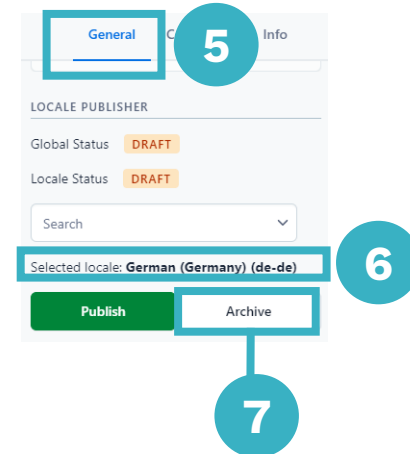 General 5 Info
LOCALE PUBLISHER
Global Status DRAFT
Locale Status DRAFT
Search
Selected locale: German (Germany) (de-de) 6
Publish Archive
7